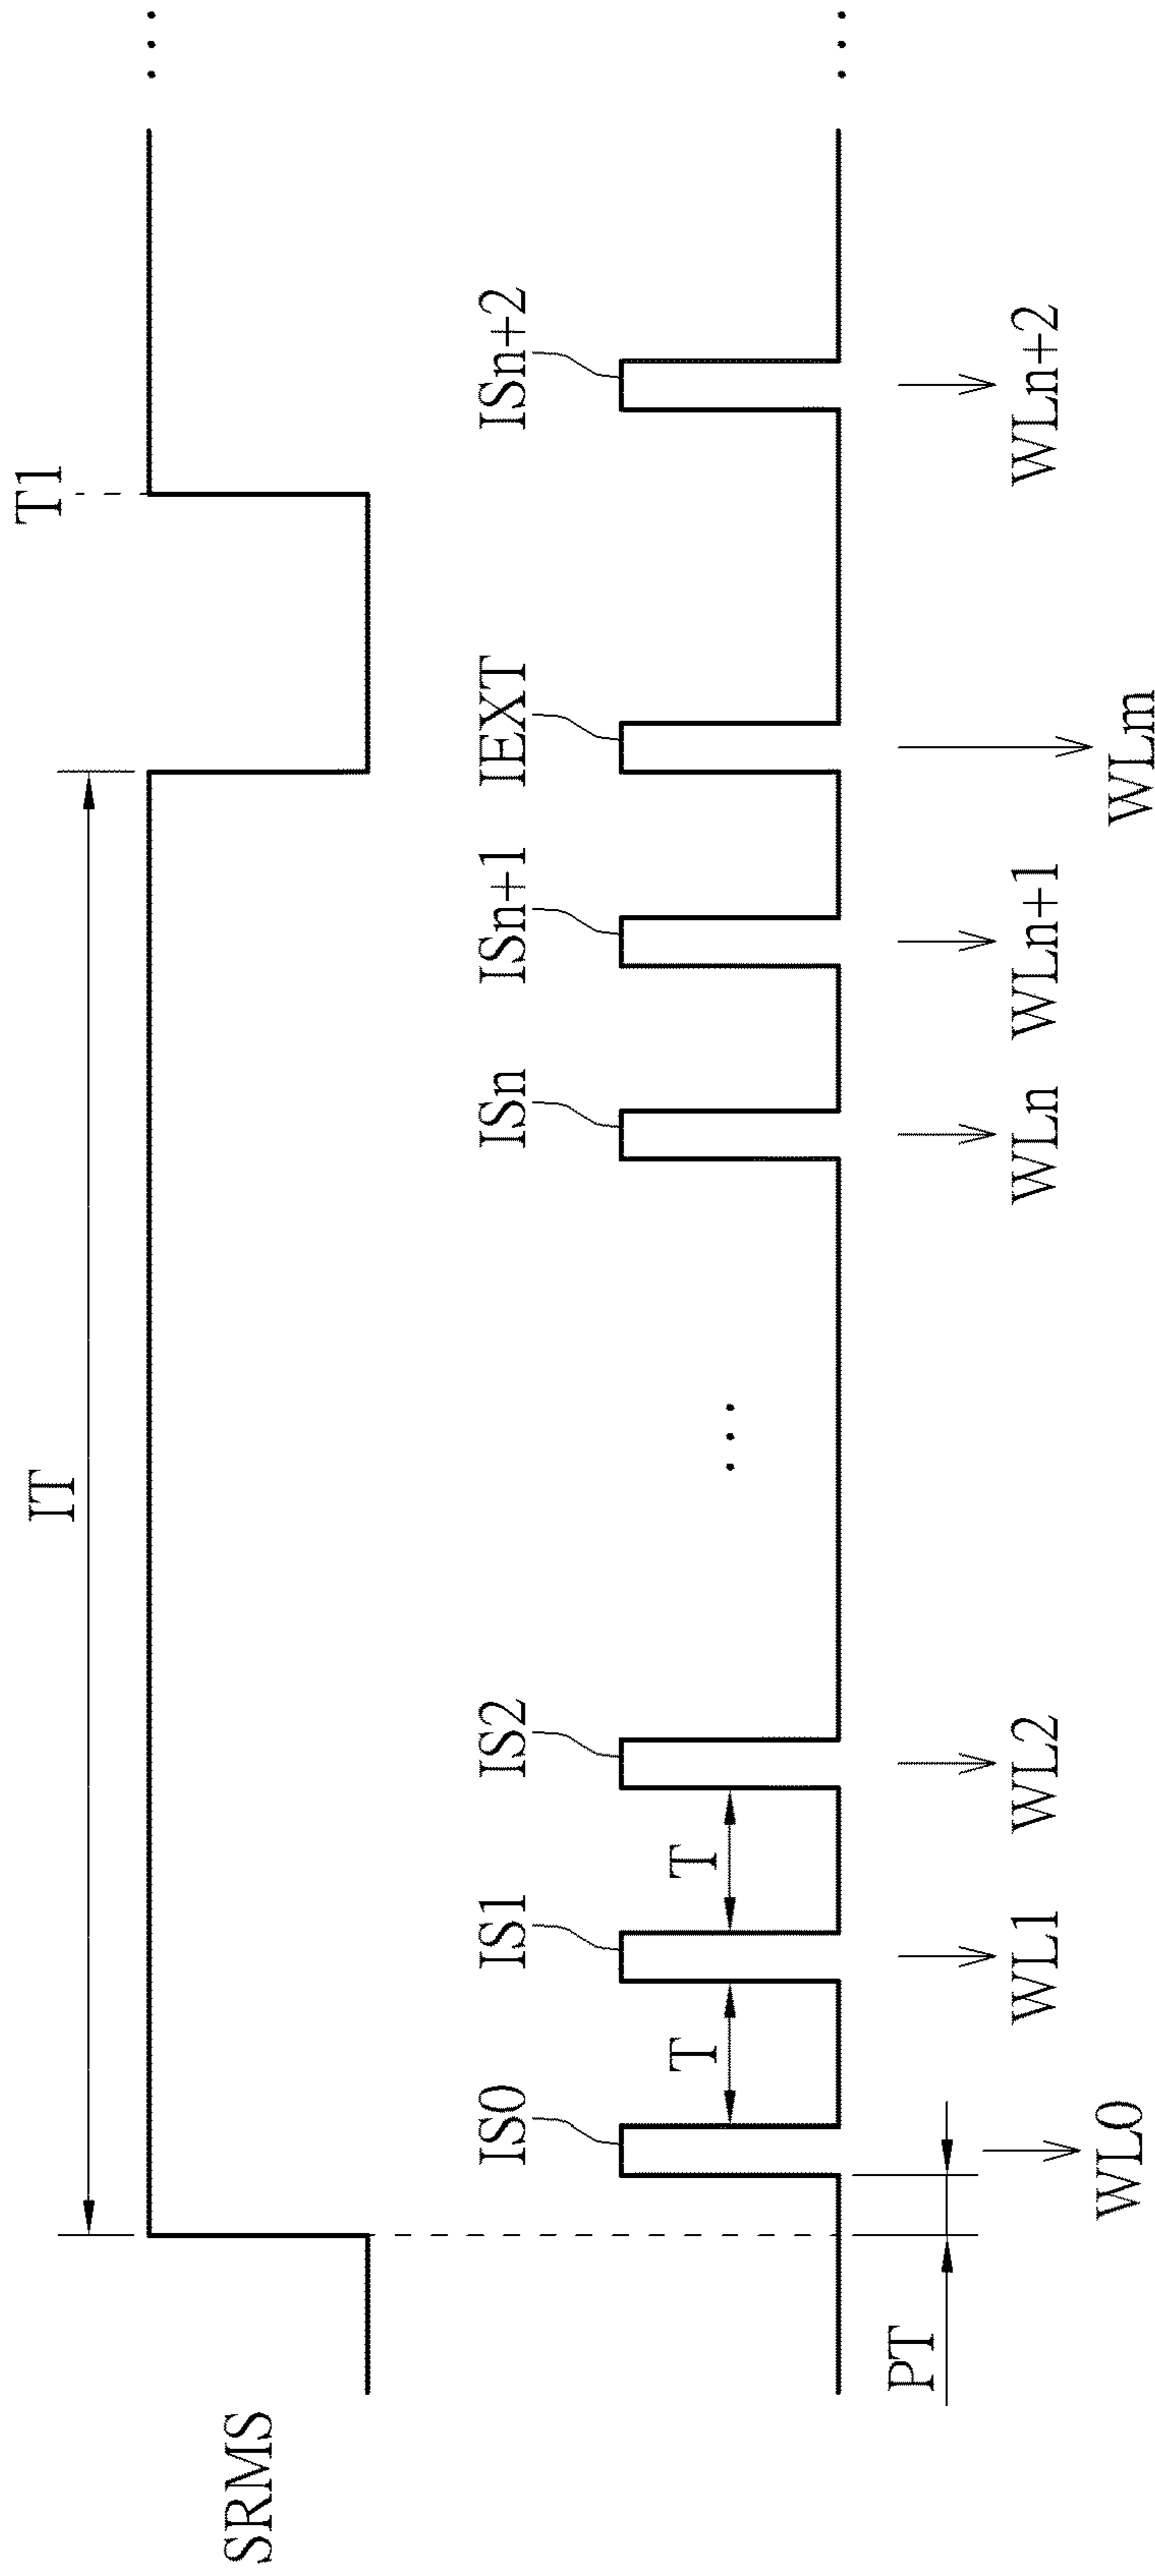 IT
T1
SRMS
IS0
IS1
IS2
ISn
ISn+1
IEXT
ISn+2
T
T
...
PT
WL0
WL1
WL2
WLn
WLn+1
WLm
WLn+2